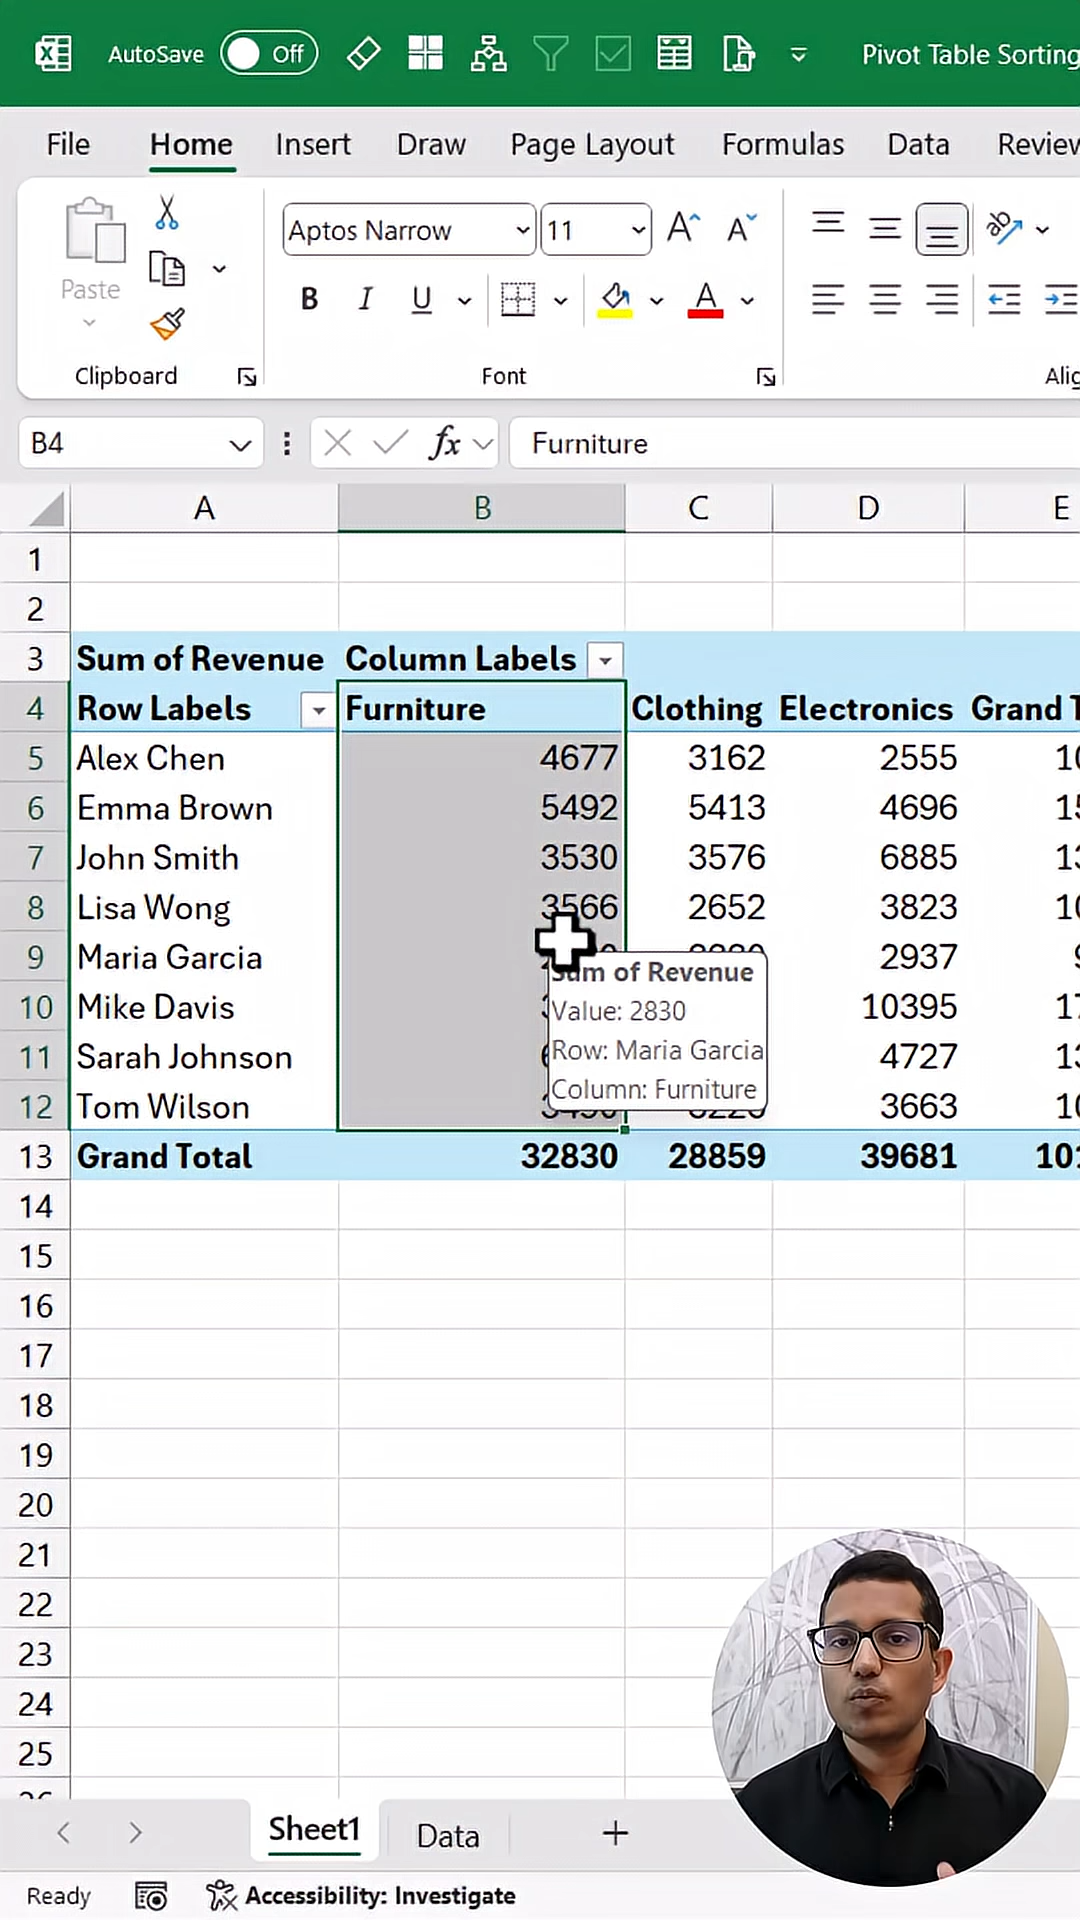 AutoSave Off Pivot Table Sorting
File Home Insert Draw Page Layout Formulas Data Review
Aptos Narrow 11
Paste
B I U
Clipboard Font
B4 fx Furniture
A B C D E
1
2
3 Sum of Revenue Column Labels
4 Row Labels Furniture Clothing Electronics Grand
5 Alex Chen 4677 3162 2555
6 Emma Brown 5492 5413 4696
7 John Smith 3530 3576 6885
8 Lisa Wong 3566 2652 3823
9 Maria Garcia 2937
Sum of Revenue
10 Mike Davis 10395
Value: 2830
11 Sarah Johnson 4727
Row: Maria Garcia
Column: Furniture
12 Tom Wilson 3663
13 Grand Total 32830 28859 39681
14
15
16
17
18
19
20
21
22
23
24
25
Sheet1 Data
Ready Accessibility: Investigate